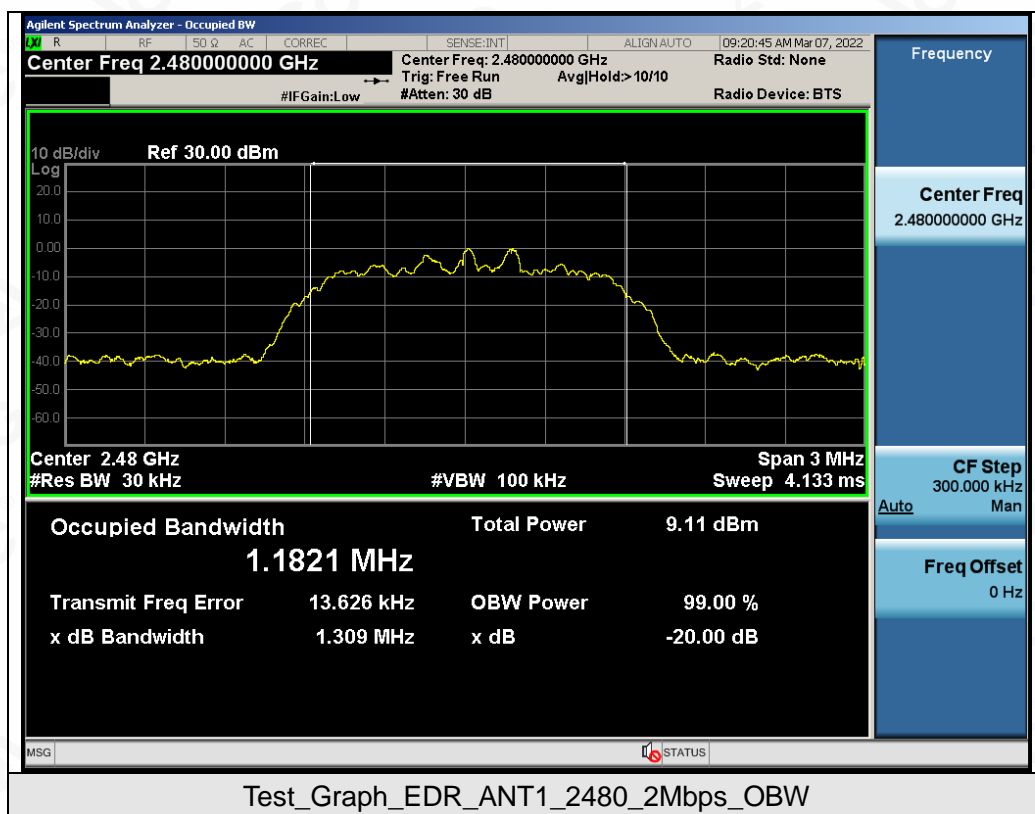 Agilent Spectrum Analyzer - Occupied BW
LXI R RF 50 Ω AC CORREC SENSE:INT ALIGN AUTO 09:20:45 AM Mar 07, 2022
Center Freq 2.480000000 GHz
#IFGain:Low
Center Freq: 2.480000000 GHz
Trig: Free Run Avg|Hold:>10/10
#Atten: 30 dB
Radio Std: None
Radio Device: BTS
Frequency
10 dB/div Ref 30.00 dBm
Log
20.0
10.0
0.00
-10.0
-20.0
-30.0
-40.0
-50.0
-60.0
Center 2.48 GHz Span 3 MHz
#Res BW 30 kHz #VBW 100 kHz Sweep 4.133 ms
Center Freq
2.480000000 GHz
CF Step
300.000 kHz
Auto Man
Freq Offset
0 Hz
Occupied Bandwidth Total Power 9.11 dBm
1.1821 MHz
Transmit Freq Error 13.626 kHz OBW Power 99.00 %
x dB Bandwidth 1.309 MHz x dB -20.00 dB
MSG STATUS
Test_Graph_EDR_ANT1_2480_2Mbps_OBW